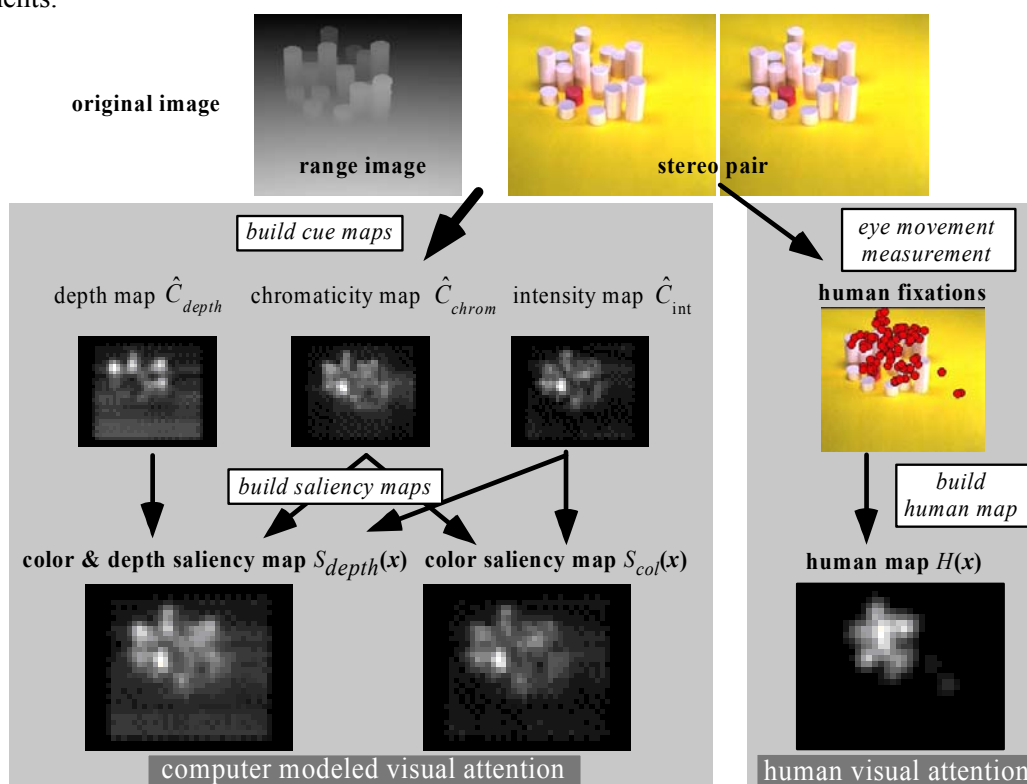 ents.
original image
range image
stereo pair
build cue maps
eye movement
measurement
depth map Ĉdepth
chromaticity map Ĉchrom
intensity map Ĉint
human fixations
build saliency maps
build
human map
color & depth saliency map Sdepth(x)
color saliency map Scol(x)
human map H(x)
computer modeled visual attention
human visual attention